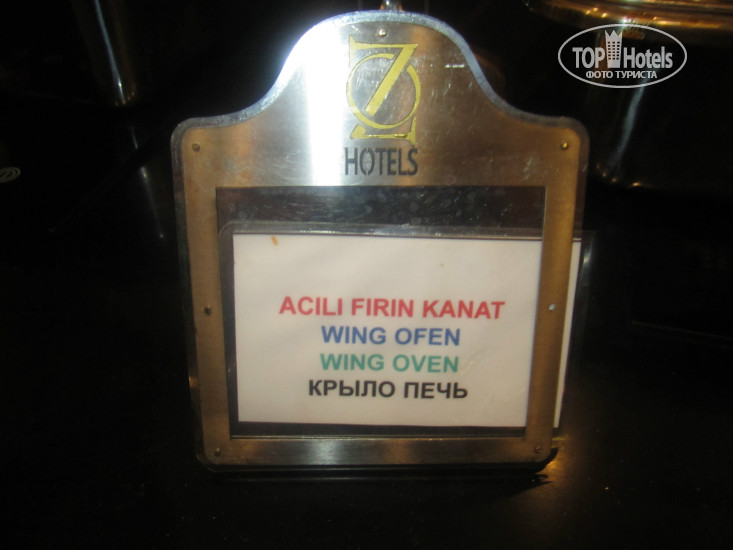 TOP Hotels
ФОТО ТУРИСТА
OZ
HOTELS
ACILI FIRIN KANAT
WING OFEN
WING OVEN
КРЫЛО ПЕЧЬ